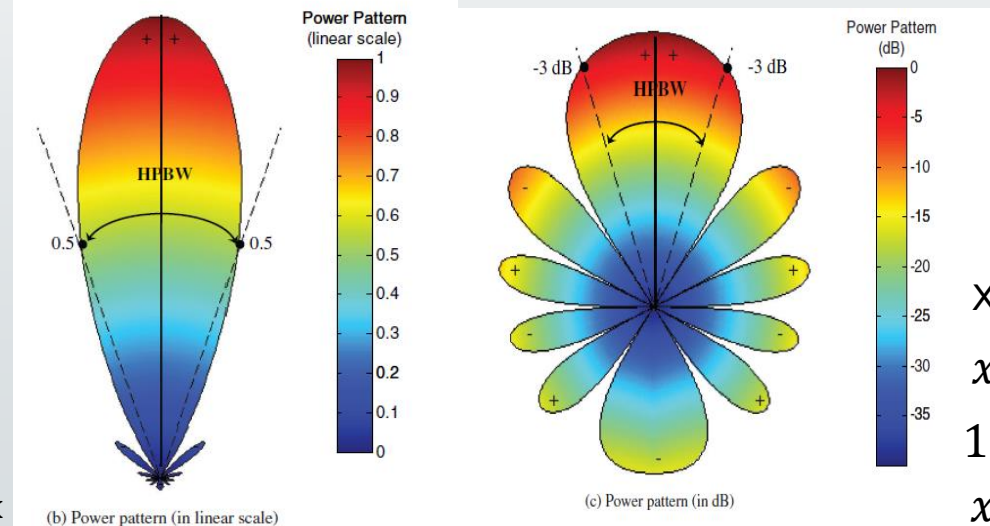 Power Pattern
(linear scale)
1
0.9
0.8
0.7
0.6
0.5
0.4
0.3
0.2
0.1
0
+ +
HPBW
0.5
0.5
(b) Power pattern (in linear scale)
Power Pattern
(dB)
0
-5
-10
-15
-20
-25
-30
-35
-3 dB
+ +
-3 dB
HPBW
-
-
+
+
-
-
+
+
-
(c) Power pattern (in dB)
x
x
1
x